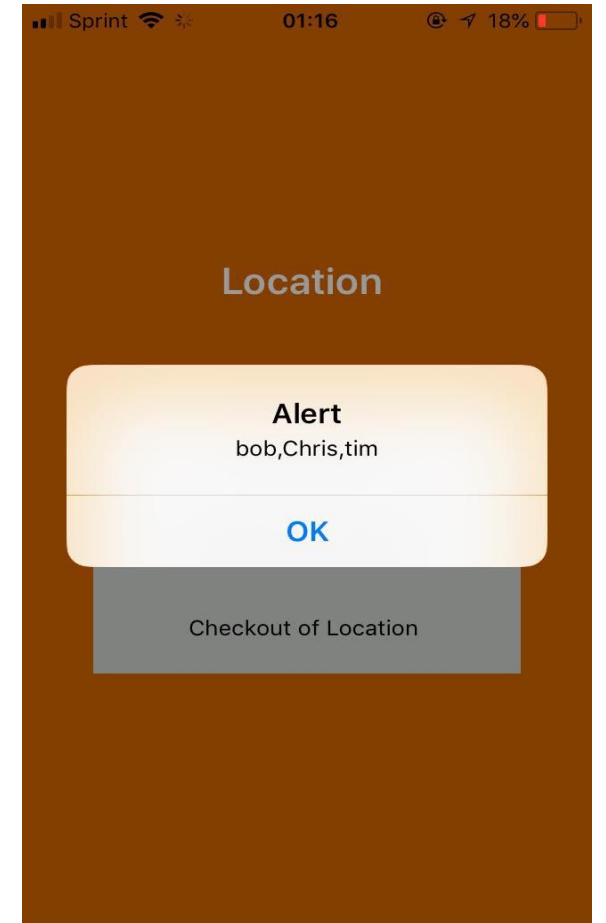 Sprint 01:16 18%
Location
Alert
bob,Chris,tim
OK
Checkout of Location